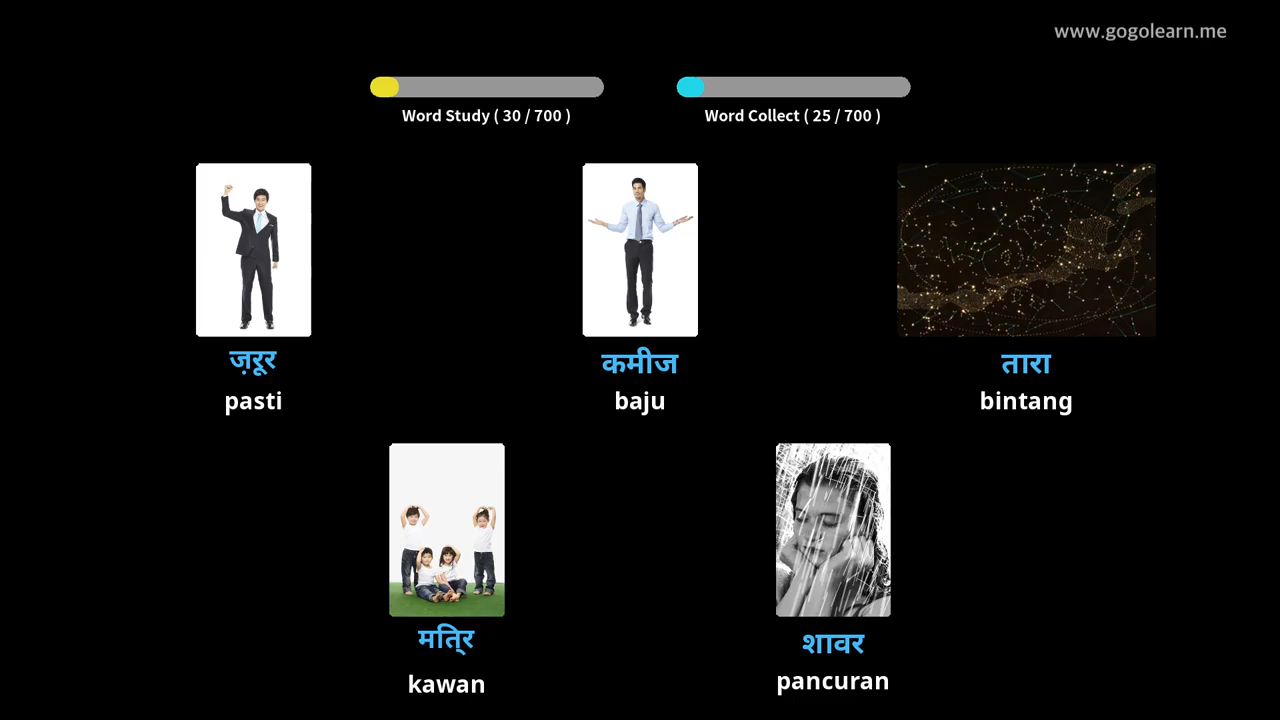 www.gogolearn.me
Word Study ( 30 / 700 )
Word Collect ( 25 / 700 )
ज़रूर
कमीज
तारा
pasti
baju
bintang
मित्र
शावर
kawan
pancuran